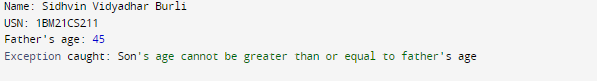 Name: Sidhvin Vidyadhar Burli
USN: 1BM21CS211
Father's age: 45
Exception caught: Son's age cannot be greater than or equal to father's age